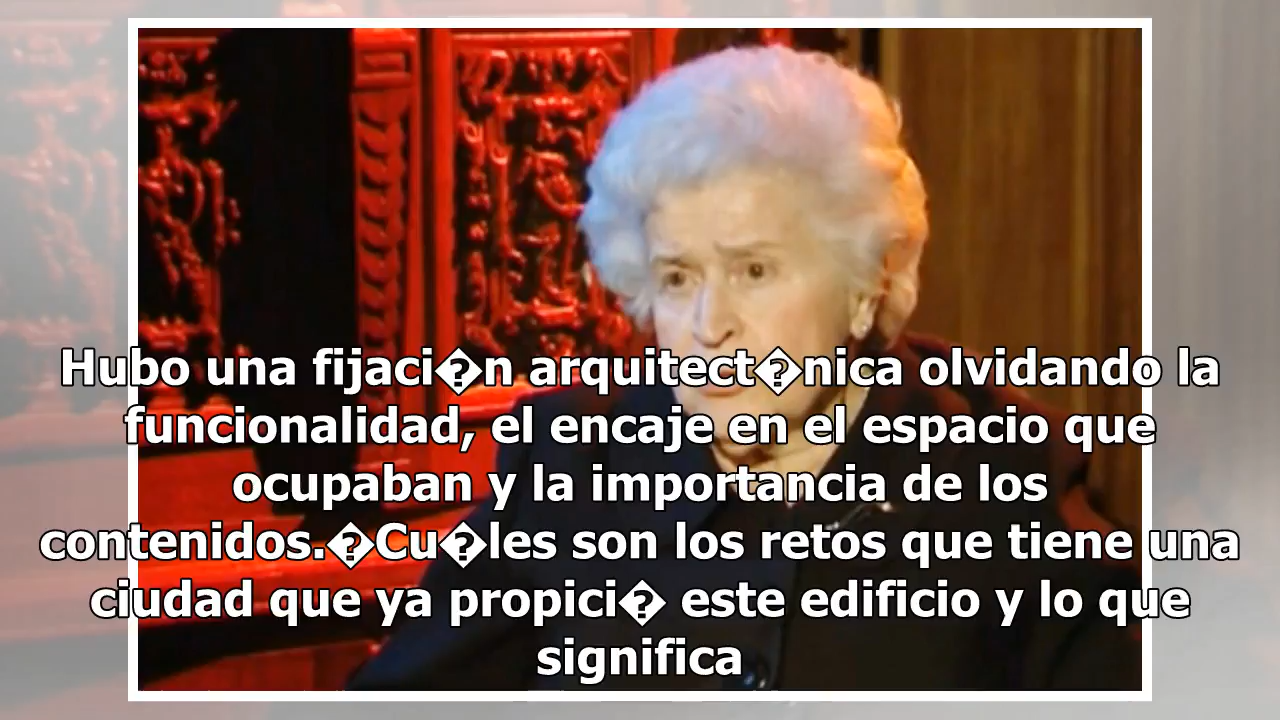 Hubo una fijaci�n arquitect�nica olvidando la
funcionalidad, el encaje en el espacio que
ocupaban y la importancia de los
contenidos.�Cu�les son los retos que tiene una
ciudad que ya propici� este edificio y lo que
significa